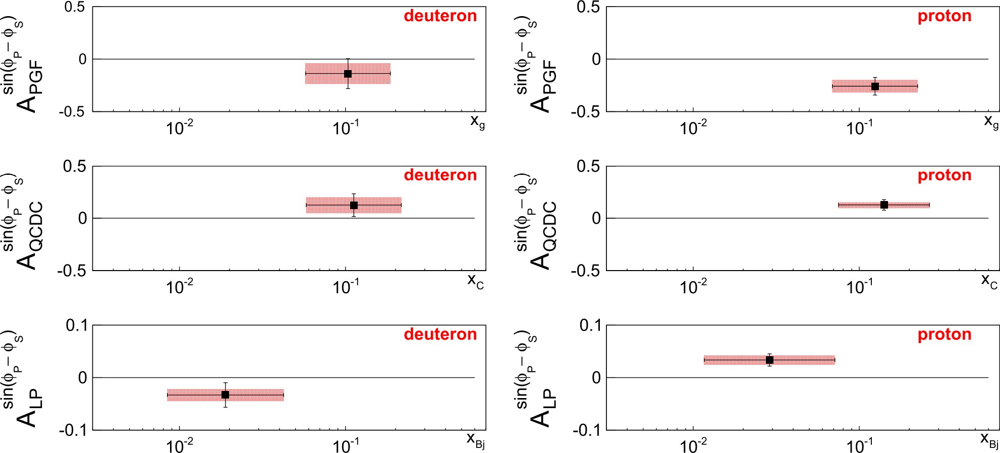 A_PGF^sin(ϕ_P − ϕ_S)
0.5
0
-0.5
deuteron
10^-2
10^-1
x_g
A_PGF^sin(ϕ_P − ϕ_S)
0.5
0
-0.5
proton
10^-2
10^-1
x_g
A_QCDC^sin(ϕ_P − ϕ_S)
0.5
0
-0.5
deuteron
10^-2
10^-1
x_C
A_QCDC^sin(ϕ_P − ϕ_S)
0.5
0
-0.5
proton
10^-2
10^-1
x_C
A_LP^sin(ϕ_P − ϕ_S)
0.1
0
-0.1
deuteron
10^-2
10^-1
x_Bj
A_LP^sin(ϕ_P − ϕ_S)
0.1
0
-0.1
proton
10^-2
10^-1
x_Bj